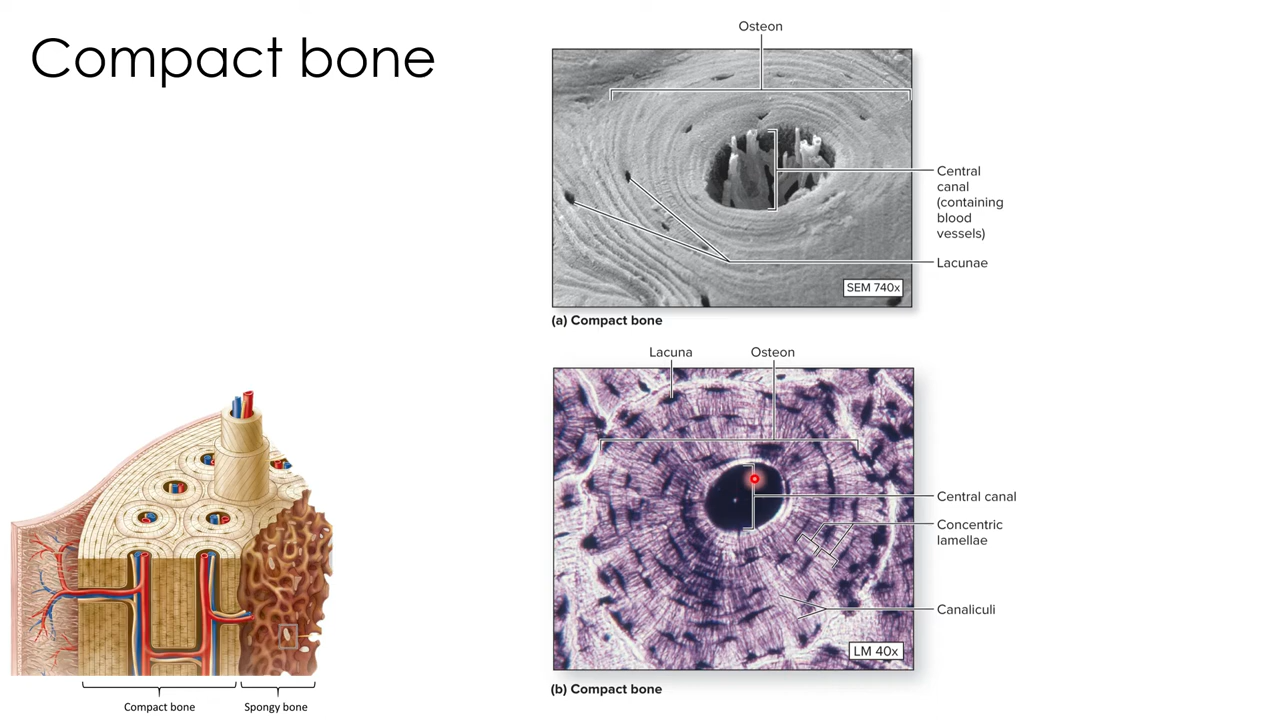 Compact bone
Osteon
Central
canal
(containing
blood
vessels)
Lacunae
SEM 740x
(a) Compact bone
Lacuna
Osteon
Central canal
Concentric
lamellae
Canaliculi
LM 40x
(b) Compact bone
Compact bone
Spongy bone